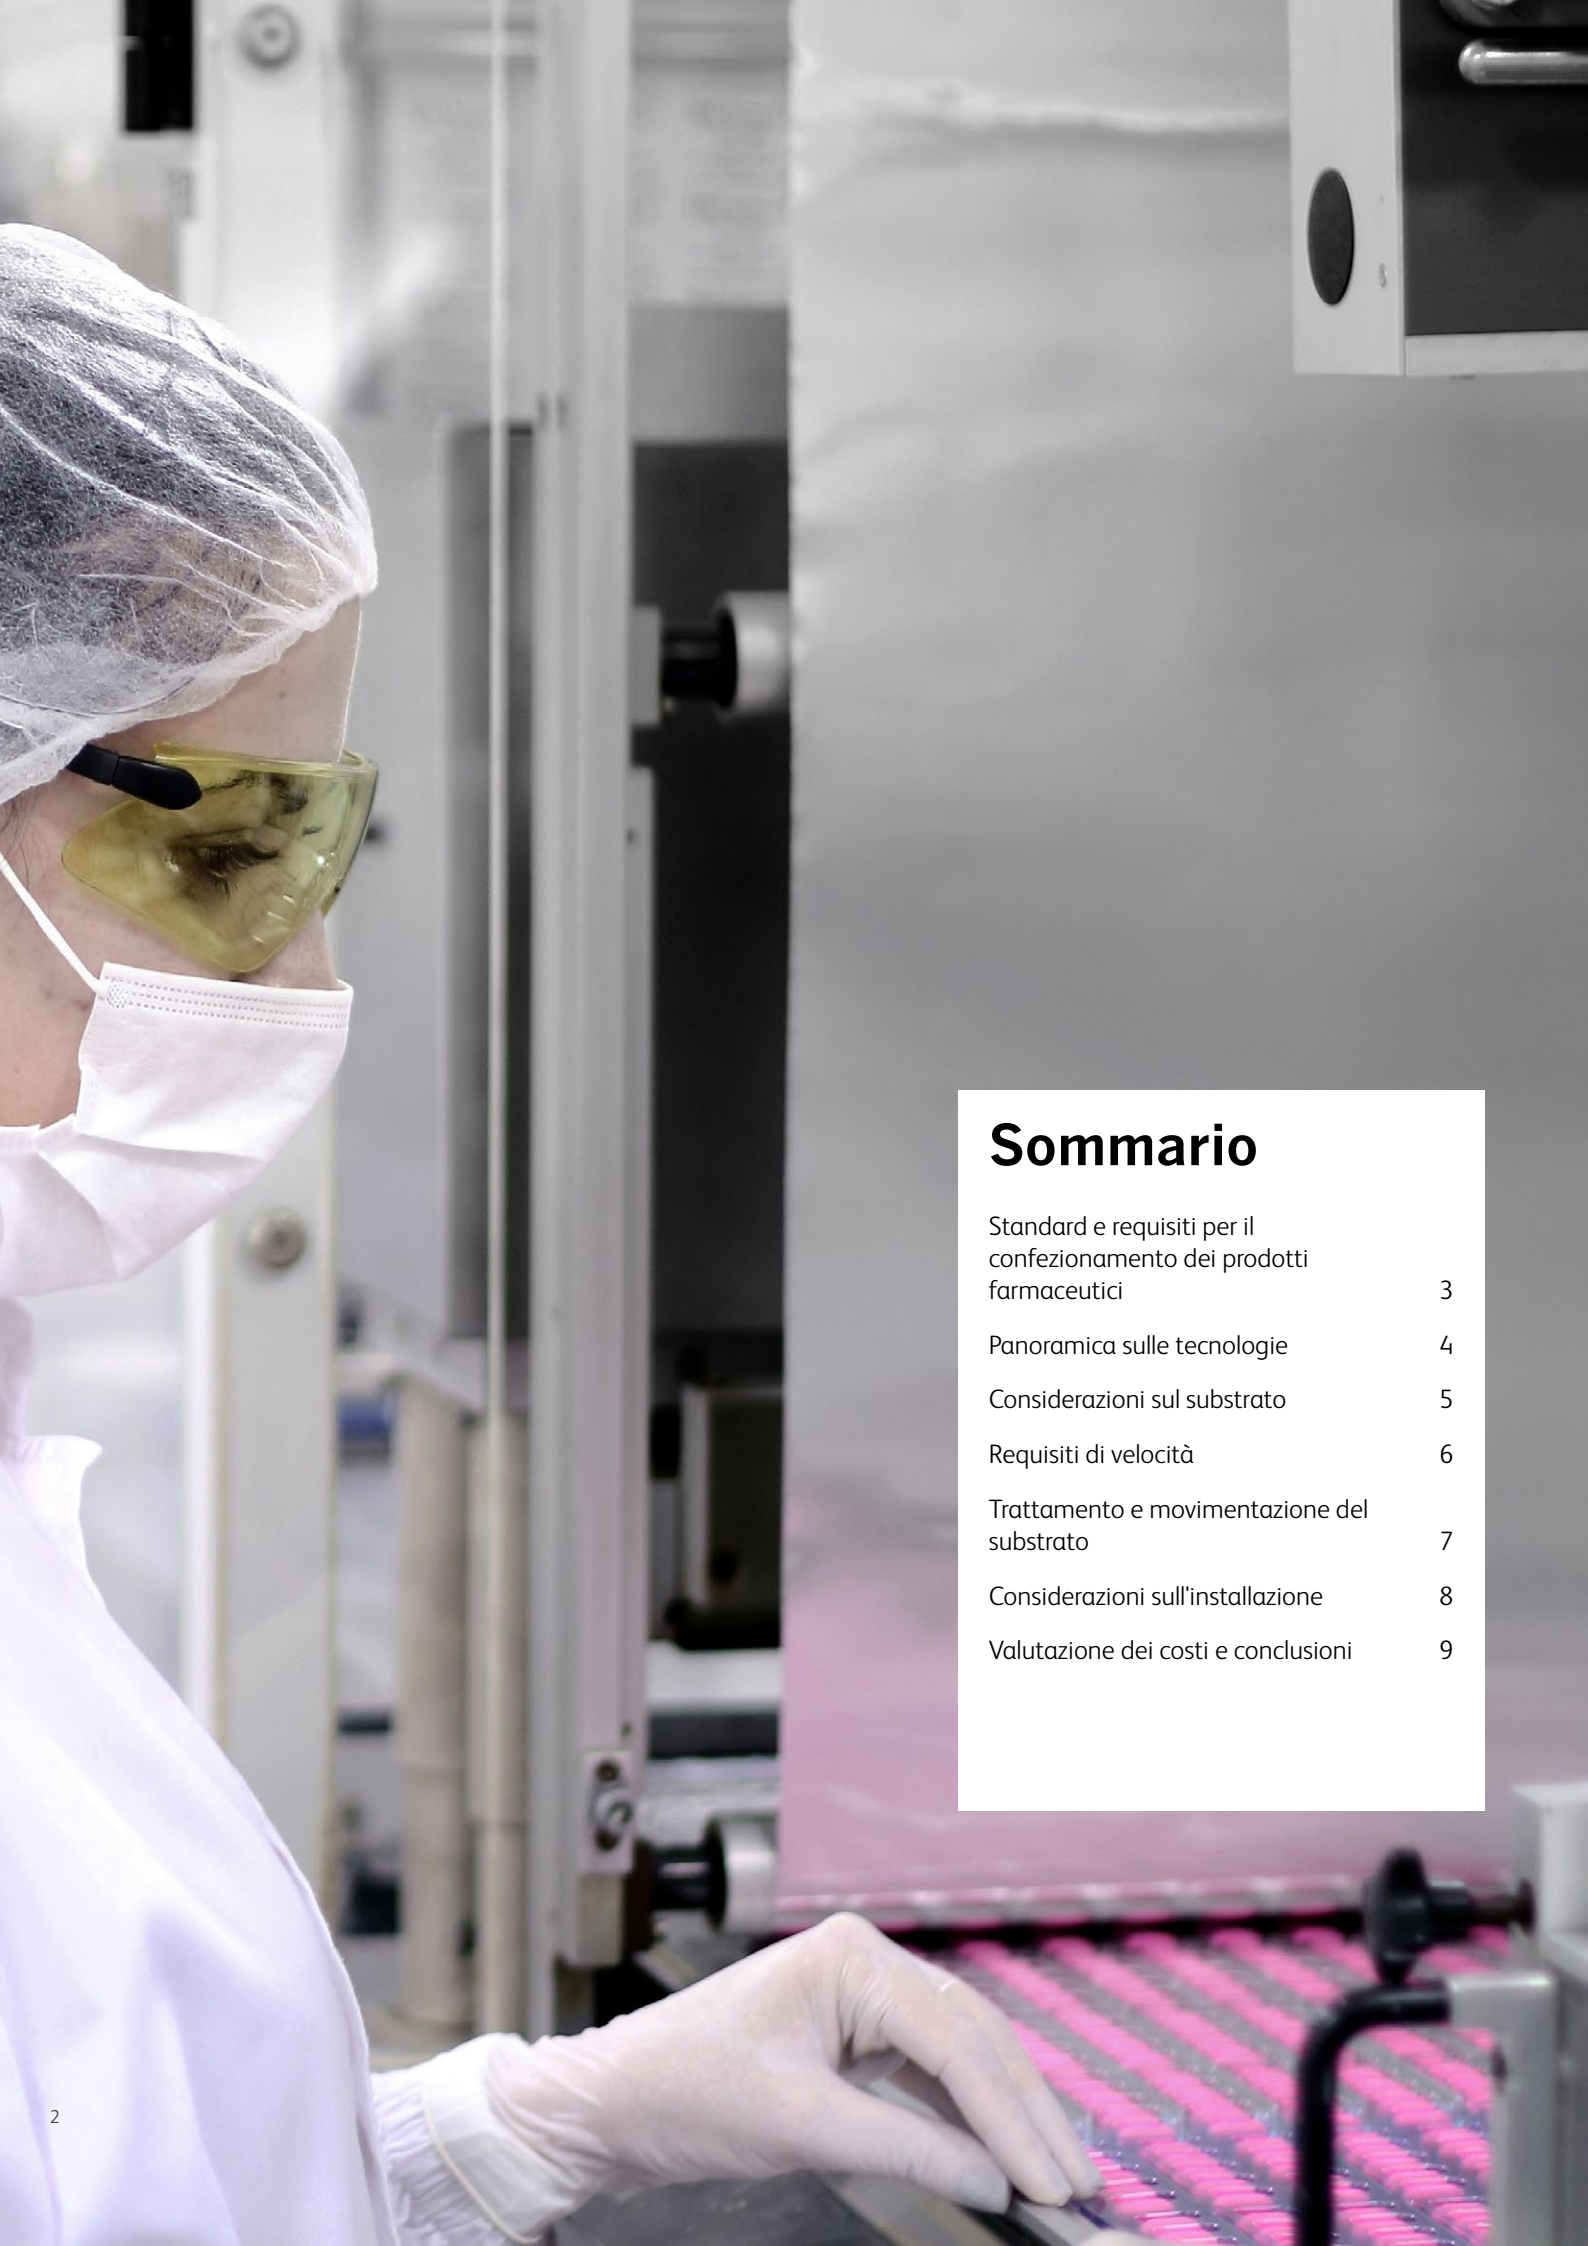 Sommario
Standard e requisiti per il
confezionamento dei prodotti
farmaceutici 3
Panoramica sulle tecnologie 4
Considerazioni sul substrato 5
Requisiti di velocità 6
Trattamento e movimentazione del
substrato 7
Considerazioni sull'installazione 8
Valutazione dei costi e conclusioni 9
2